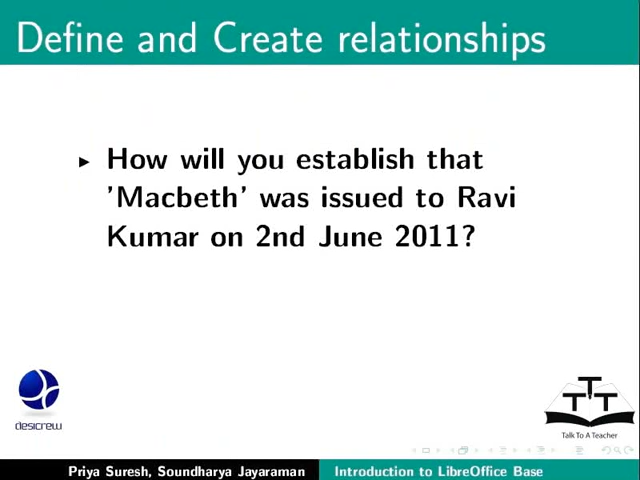 Define and Create relationships
How will you establish that
'Macbeth' was issued to Ravi
Kumar on 2nd June 2011?
desicrew
TTT
Talk To A Teacher
Priya Suresh, Soundharya Jayaraman Introduction to LibreOffice Base